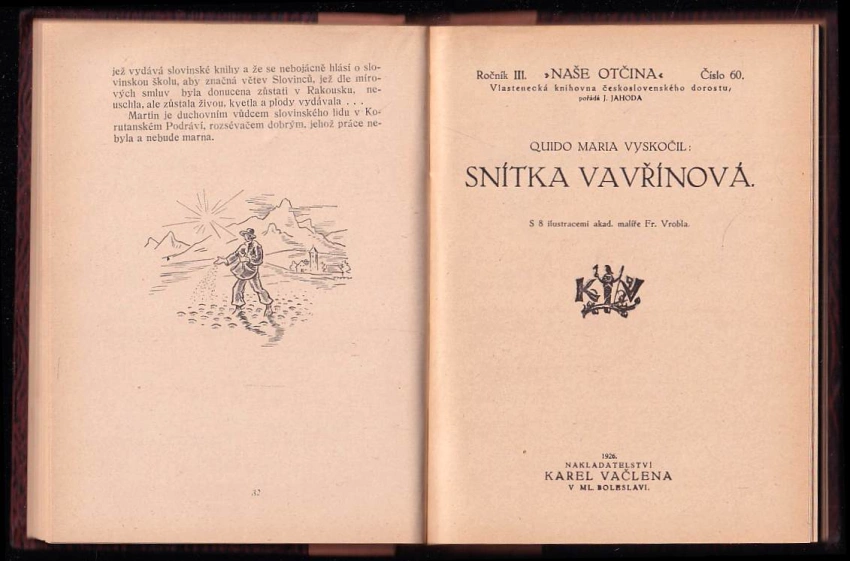 jež vydává slovinské knihy a že se nebojácně hlásí o slo-
vinskou školu, aby značná větev Slovinců, jež dle míro-
vých smluv byla donucena zůstati v Rakousku, ne-
uschla, ale zůstala živou, kvetla a plody vydávala . . .
Martin je duchovním vůdcem slovinského lidu v Ko-
rutanském Podráví, rozsévačem dobrým, jehož práce ne-
byla a nebude marna.
32
Ročník III. »NAŠE OTČINA« Číslo 60.
Vlastenecká knihovna československého dorostu,
pořádá J. JAHODA
QUIDO MARIA VYSKOČIL:
SNÍTKA VAVŘÍNOVÁ.
S 8 ilustracemi akad. malíře Fr. Vrobla.
K V
1926.
NAKLADATELSTVÍ
KAREL VAČLENA
V ML. BOLESLAVI.